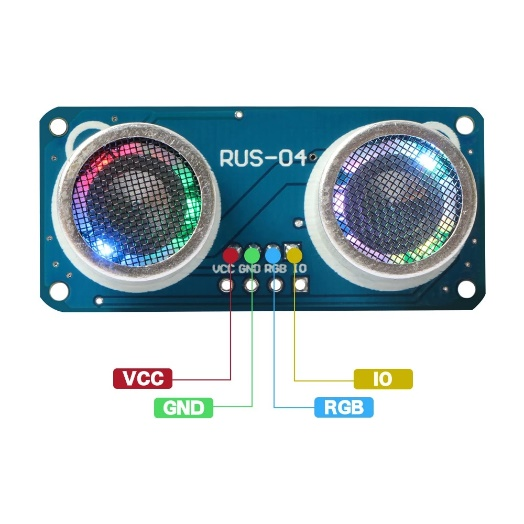 RUS-04
VCC GND RGB IO
VCC
IO
GND
RGB